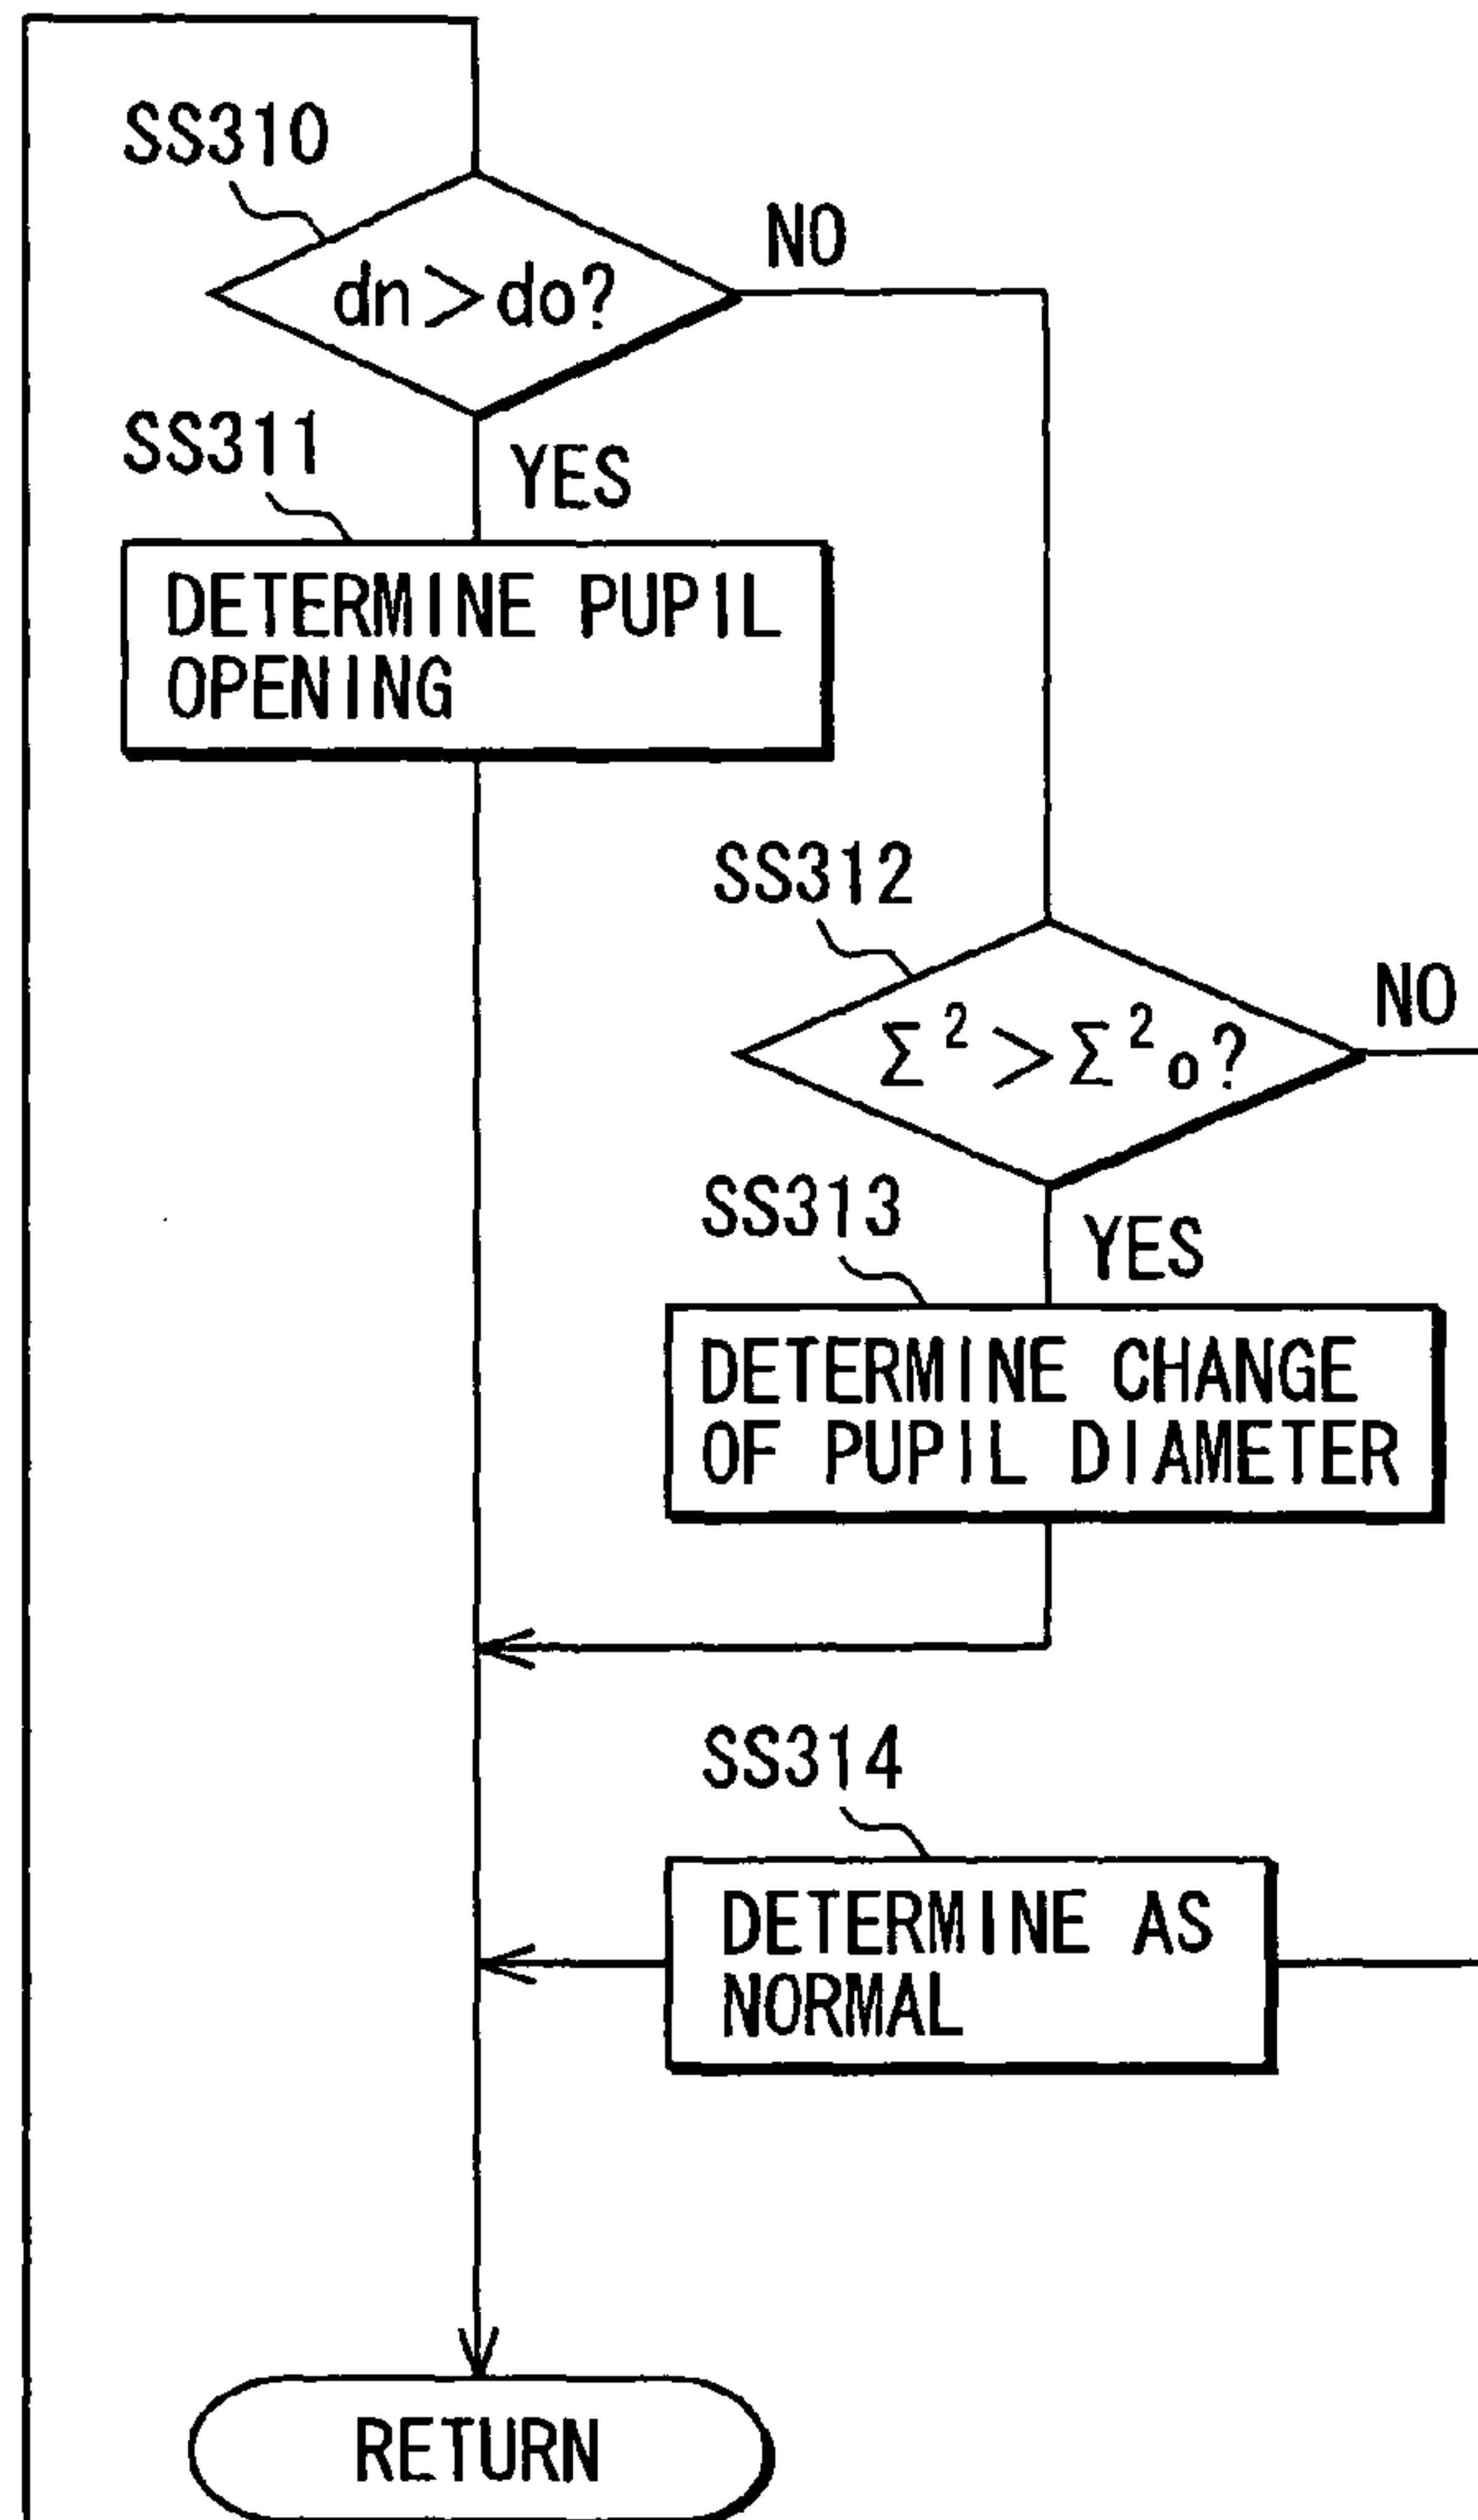 SS310
NO
dn>do?
SS311
YES
DETERMINE PUPIL
OPENING
SS312
NO
Σ²>Σ²o?
SS313
YES
DETERMINE CHANGE
OF PUPIL DIAMETER
SS314
DETERMINE AS
NORMAL
RETURN